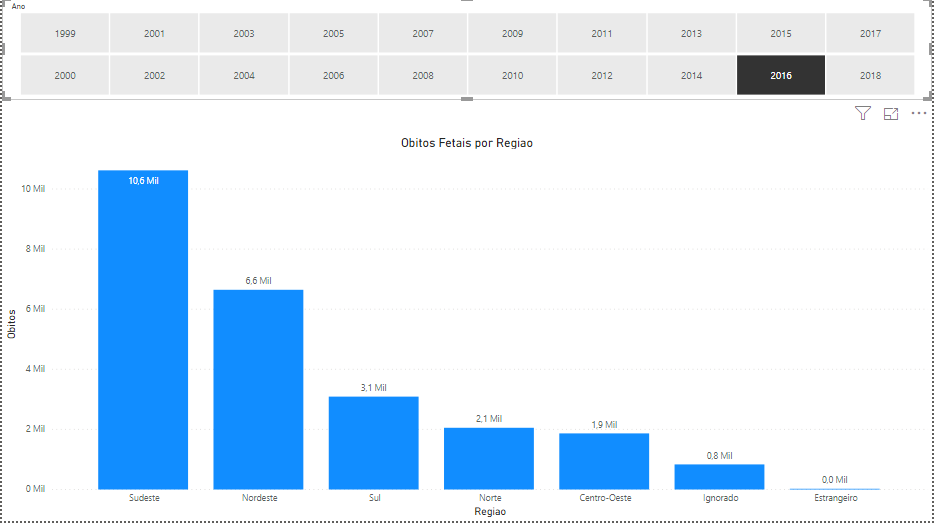 Ano
1999 2001 2003 2005 2007 2009 2011 2013 2015 2017
2000 2002 2004 2006 2008 2010 2012 2014 2016 2018
Obitos Fetais por Regiao
10 Mil
8 Mil
6 Mil
4 Mil
2 Mil
0 Mil
Obitos
10,6 Mil
6,6 Mil
3,1 Mil
2,1 Mil
1,9 Mil
0,8 Mil
0,0 Mil
Sudeste Nordeste Sul Norte Centro-Oeste Ignorado Estrangeiro
Regiao